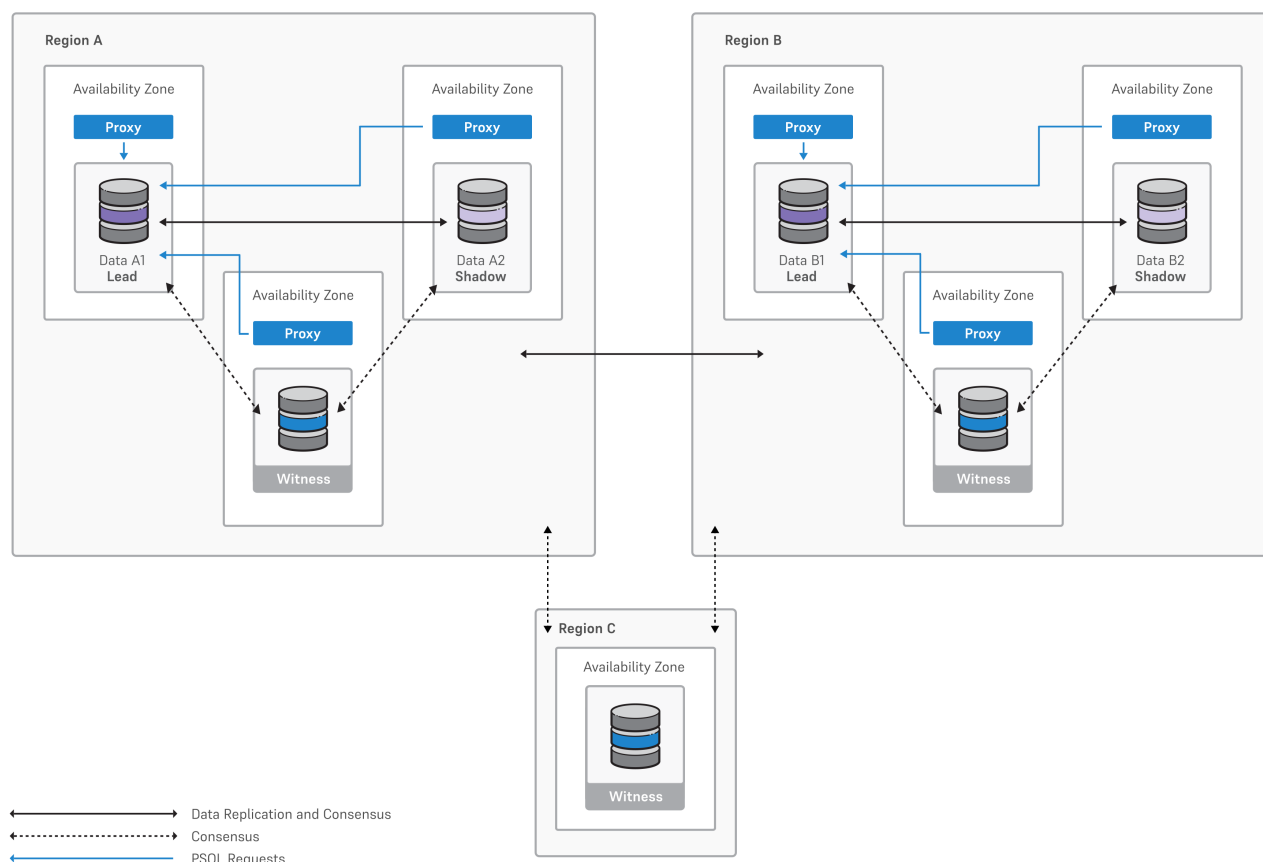 Region A
Availability Zone
Proxy
Data A1
Lead
Availability Zone
Proxy
Data A2
Shadow
Availability Zone
Proxy
Witness
Region B
Availability Zone
Proxy
Data B1
Lead
Availability Zone
Proxy
Data B2
Shadow
Availability Zone
Proxy
Witness
Region C
Availability Zone
Witness
Data Replication and Consensus
Consensus
PSQL Requests